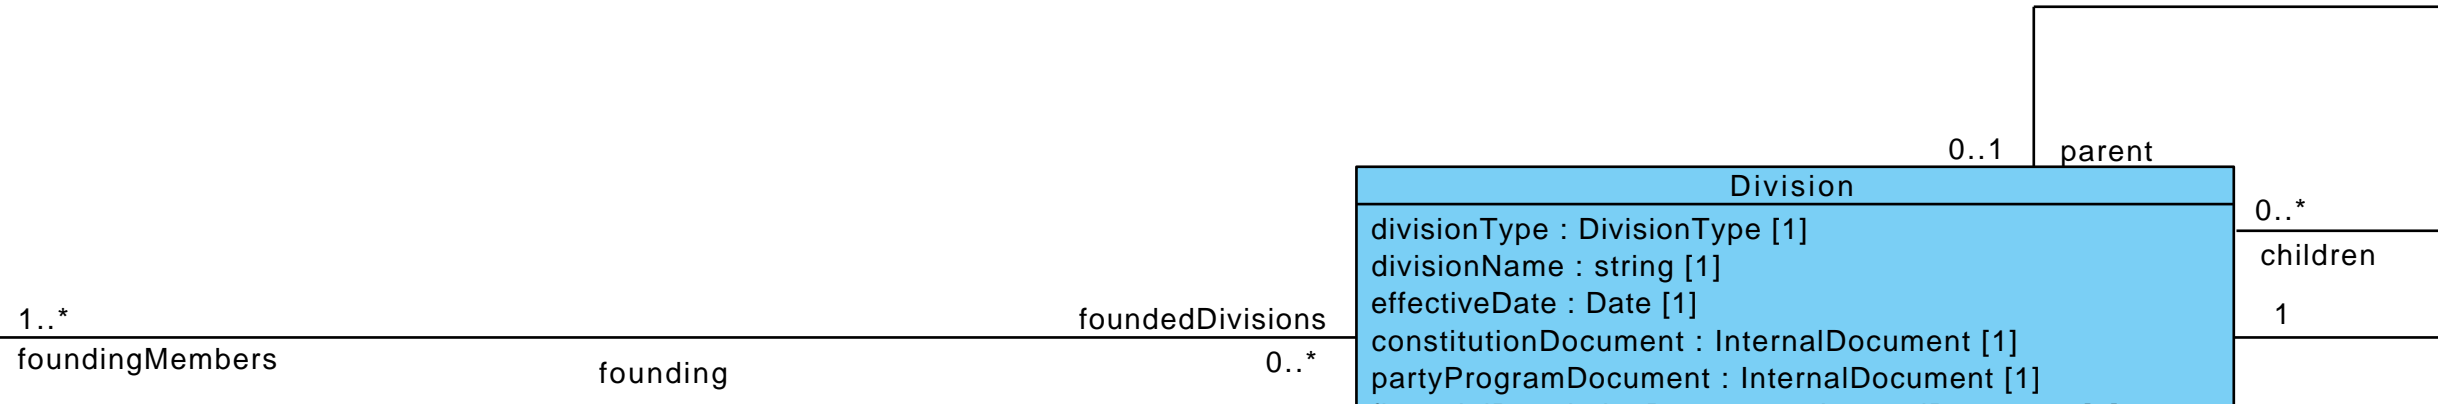 0..1
parent
Division
0..*
divisionType : DivisionType [1]
divisionName : string [1]
children
effectiveDate : Date [1]
1..*
foundedDivisions
1
constitutionDocument : InternalDocument [1]
foundingMembers
founding
0..*
partyProgramDocument : InternalDocument [1]